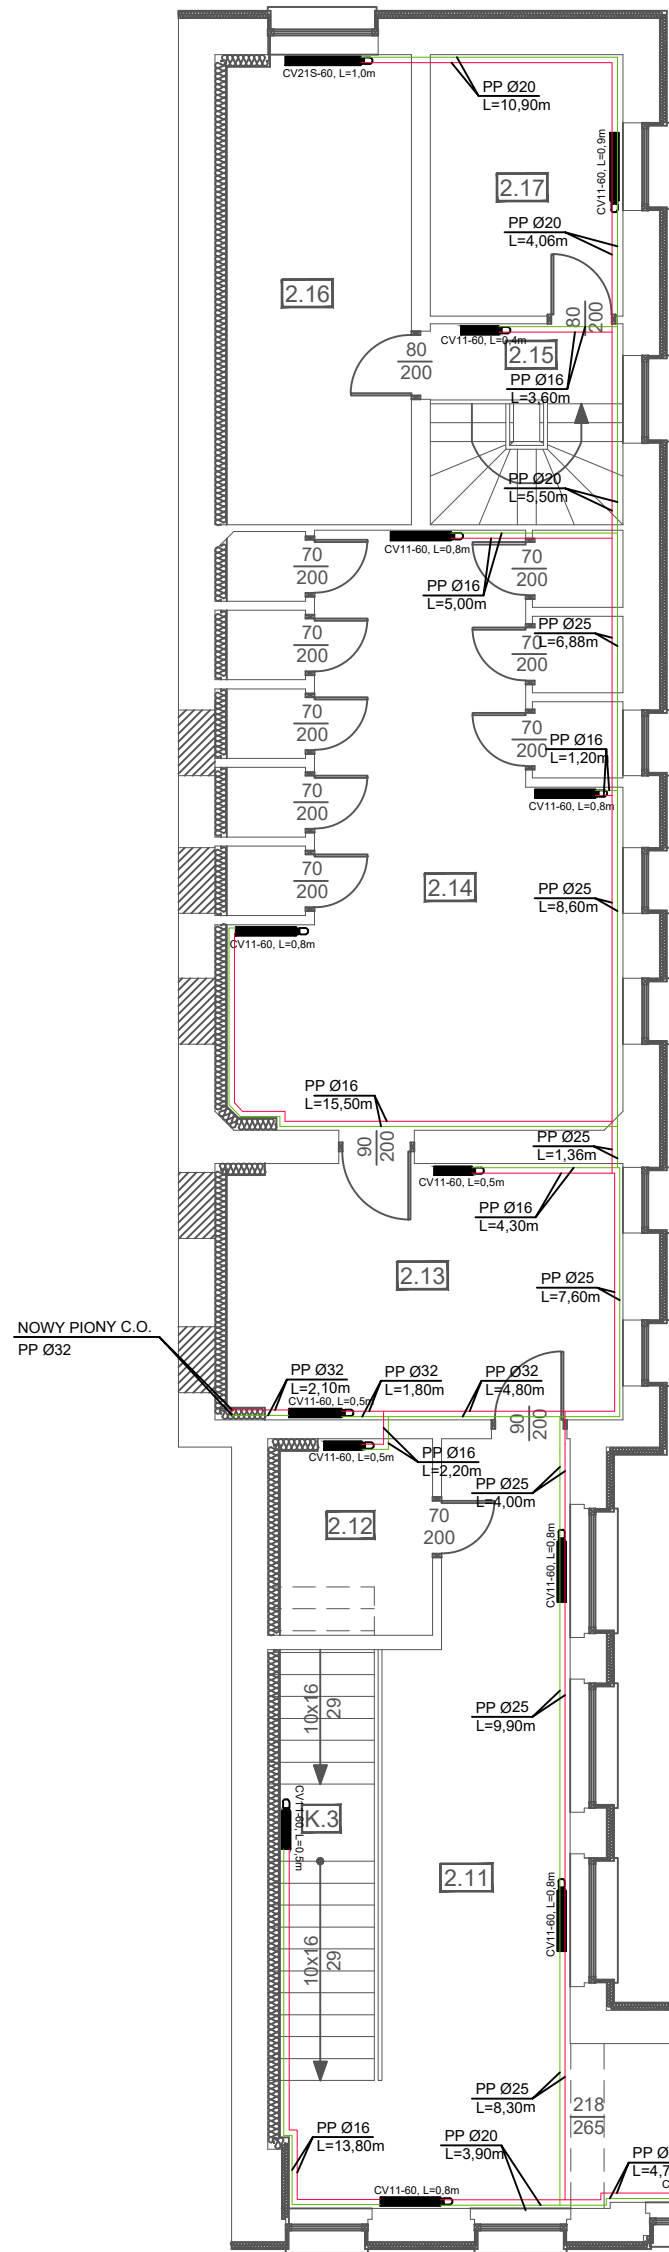 CV21S-60, L=1,0m
PP Ø20
L=10,90m
CV11-60, L=0,9m
2.17
PP Ø20
L=4,06m
2.16
80
200
CV11-60, L=0,4m
2.15
80
200
PP Ø16
L=3,60m
PP Ø20
L=5,50m
CV11-60, L=0,8m
70
200
70
200
PP Ø16
L=5,00m
PP Ø25
L=6,88m
70
200
70
200
70
200
70
200
PP Ø16
L=1,20m
CV11-60, L=0,8m
70
200
70
200
2.14
PP Ø25
L=8,60m
CV11-60, L=0,8m
PP Ø16
L=15,50m
90
200
PP Ø25
L=1,36m
CV11-60, L=0,5m
PP Ø16
L=4,30m
2.13
PP Ø25
L=7,60m
NOWY PIONY C.O.
PP Ø32
PP Ø32
L=2,10m
PP Ø32
L=1,80m
PP Ø32
L=4,80m
CV11-60, L=0,5m
90
200
CV11-60, L=0,5m
PP Ø16
L=2,20m
PP Ø25
L=4,00m
2.12
70
200
CV11-60, L=0,8m
10x16
29
PP Ø25
L=9,90m
CV11-60, L=0,5m
K.3
2.11
CV11-60, L=0,8m
10x16
29
PP Ø25
L=8,30m
218
265
PP Ø16
L=13,80m
PP Ø20
L=3,90m
PP Ø
L=4,7
C
CV11-60, L=0,8m